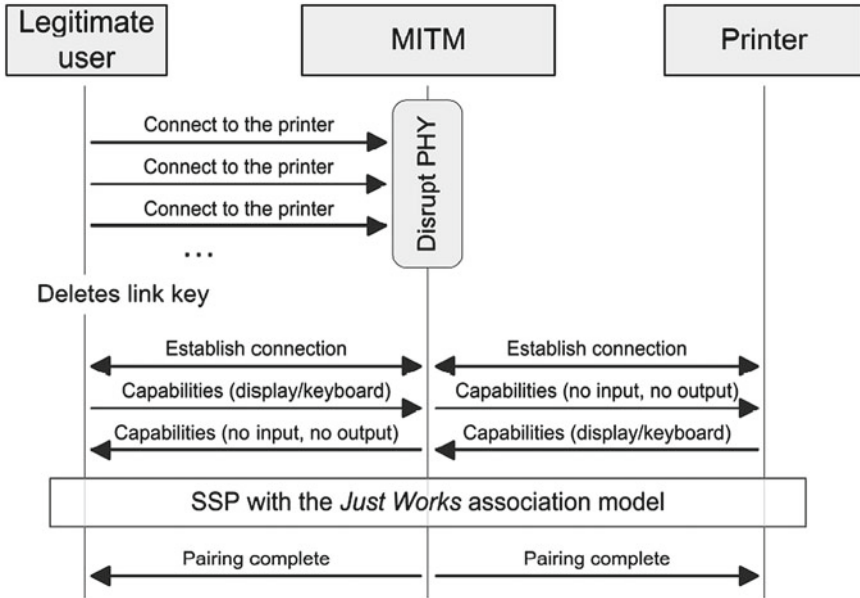 Legitimate
user
MITM
Printer
Connect to the printer
Connect to the printer
Connect to the printer
...
Disrupt PHY
Deletes link key
Establish connection
Establish connection
Capabilities (display/keyboard)
Capabilities (no input, no output)
Capabilities (no input, no output)
Capabilities (display/keyboard)
SSP with the Just Works association model
Pairing complete
Pairing complete